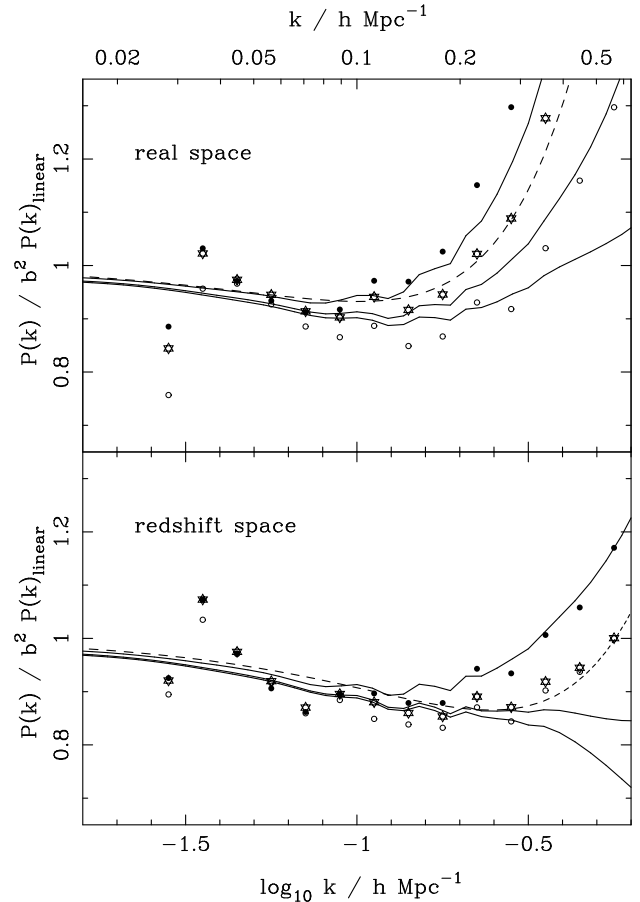 k / h Mpc⁻¹
0.02 0.05 0.1 0.2 0.5
real space
P(k) / b² P(k)linear
1.2
1
0.8
redshift space
P(k) / b² P(k)linear
1.2
1
0.8
−1.5 −1 −0.5
log₁₀ k / h Mpc⁻¹